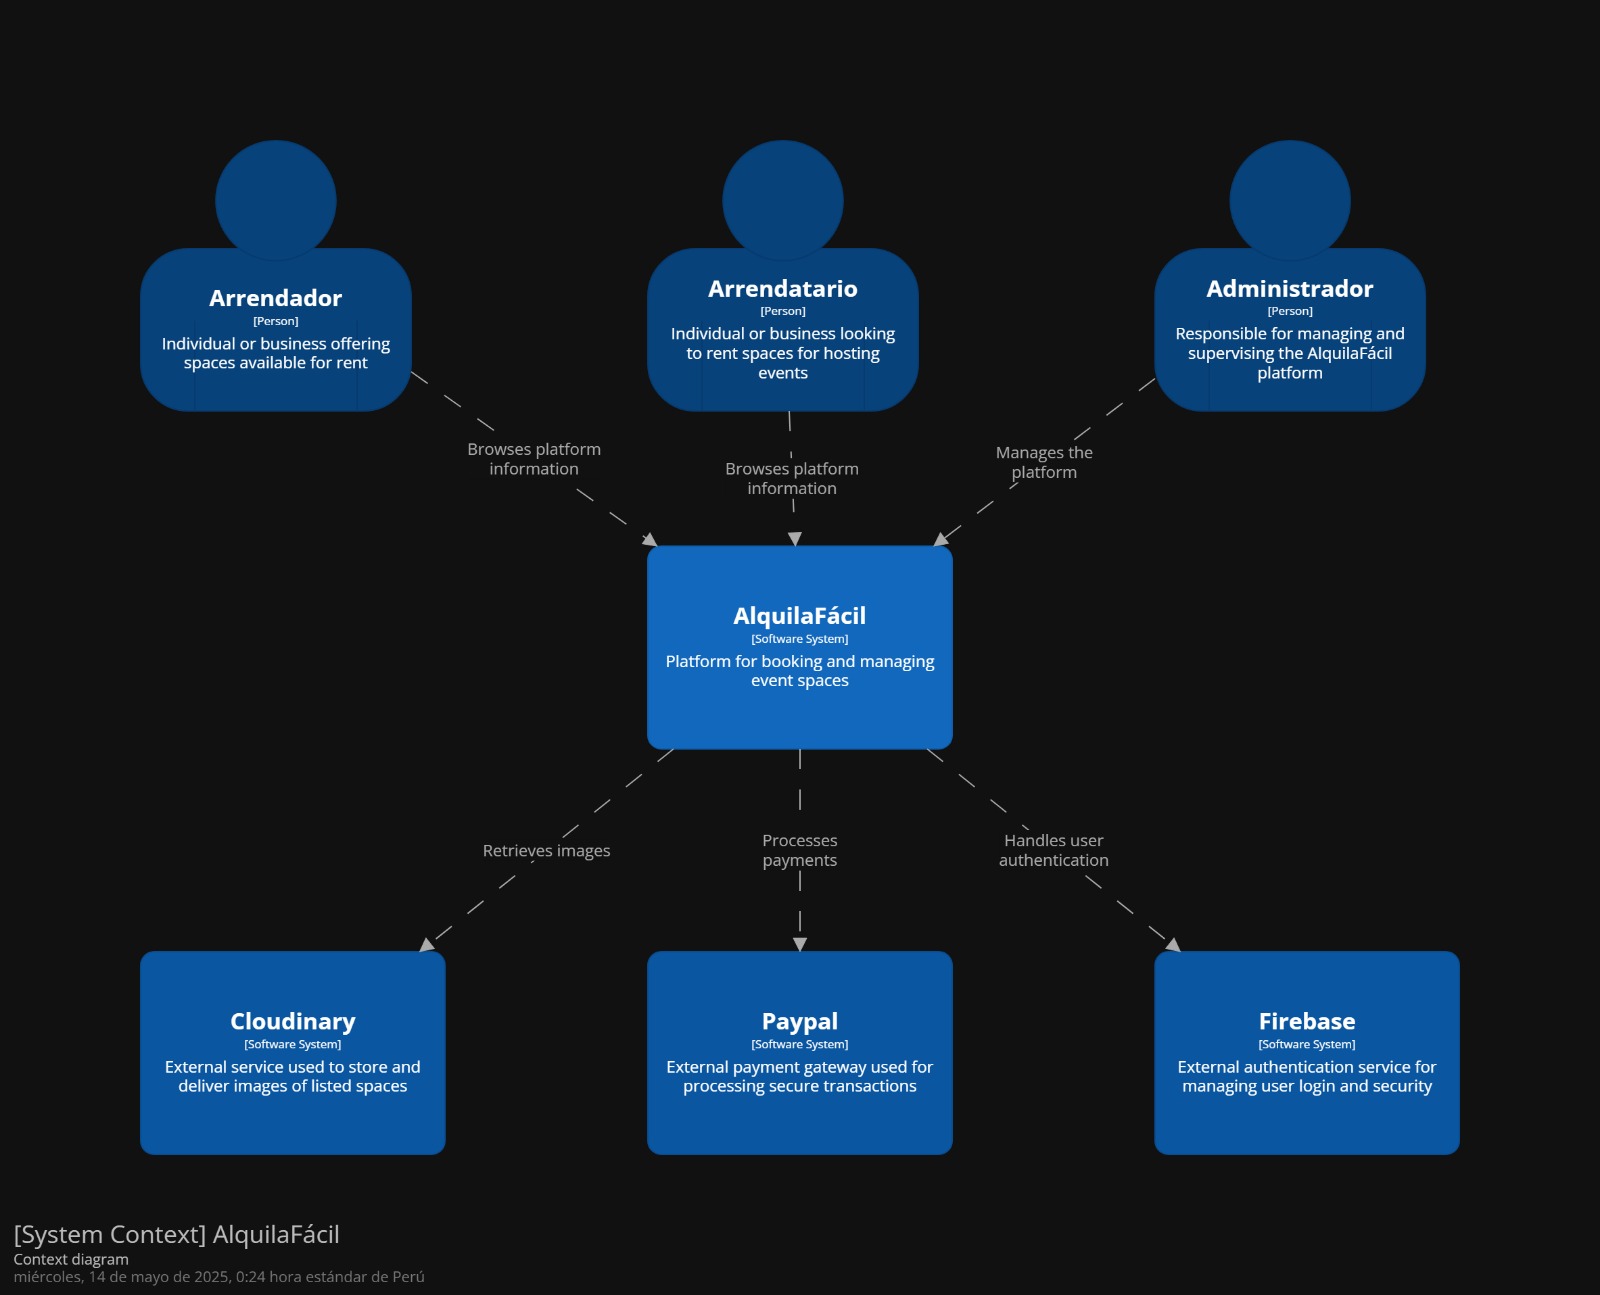 Arrendador
[Person]
Individual or business offering
spaces available for rent
Arrendatario
[Person]
Individual or business looking
to rent spaces for hosting
events
Administrador
[Person]
Responsible for managing and
supervising the AlquilaFácil
platform
Browses platform
information
Browses platform
information
Manages the
platform
AlquilaFácil
[Software System]
Platform for booking and managing
event spaces
Retrieves images
Processes
payments
Handles user
authentication
Cloudinary
[Software System]
External service used to store and
deliver images of listed spaces
Paypal
[Software System]
External payment gateway used for
processing secure transactions
Firebase
[Software System]
External authentication service for
managing user login and security
[System Context] AlquilaFácil
Context diagram
miércoles, 14 de mayo de 2025, 0:24 hora estándar de Perú